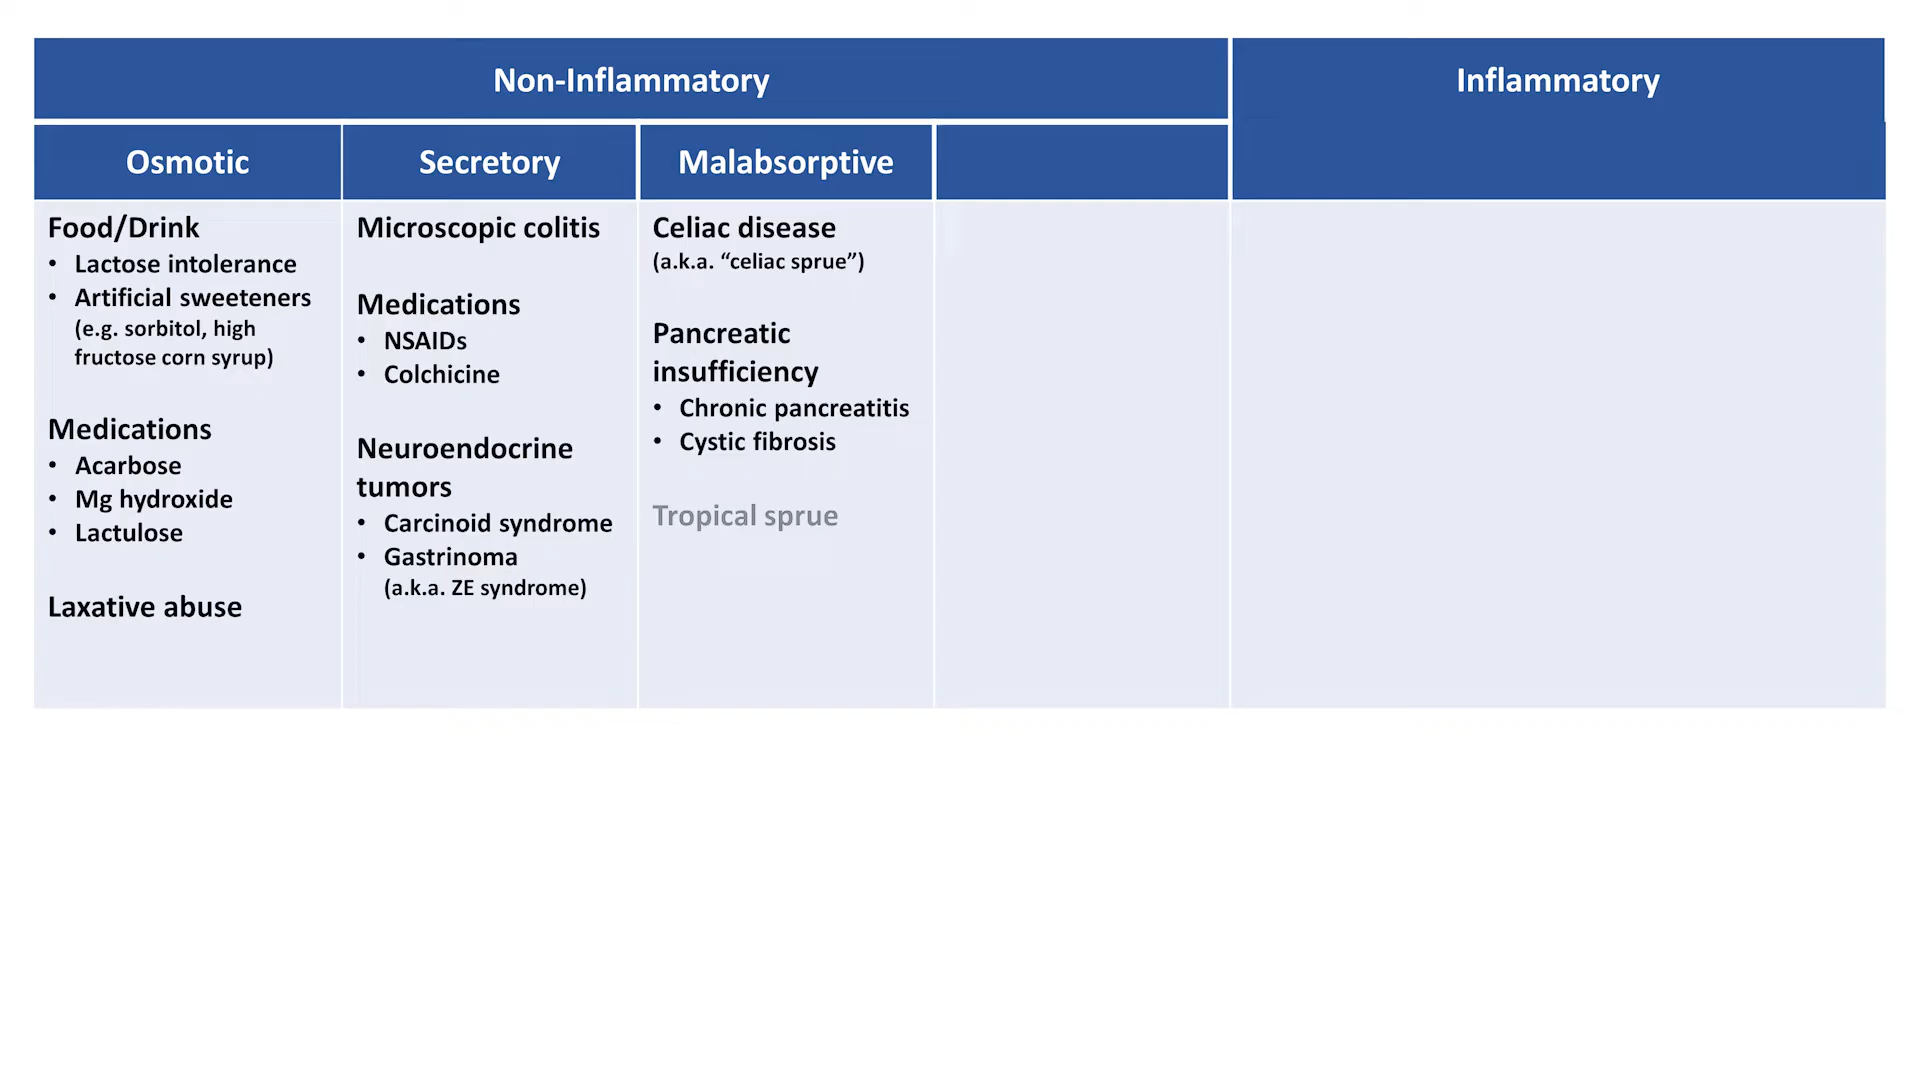 Non-Inflammatory
Inflammatory
Osmotic
Secretory
Malabsorptive
Food/Drink
• Lactose intolerance
• Artificial sweeteners
(e.g. sorbitol, high
fructose corn syrup)
Medications
• Acarbose
• Mg hydroxide
• Lactulose
Laxative abuse
Microscopic colitis
Medications
• NSAIDs
• Colchicine
Neuroendocrine
tumors
• Carcinoid syndrome
• Gastrinoma
(a.k.a. ZE syndrome)
Celiac disease
(a.k.a. “celiac sprue”)
Pancreatic
insufficiency
• Chronic pancreatitis
• Cystic fibrosis
Tropical sprue